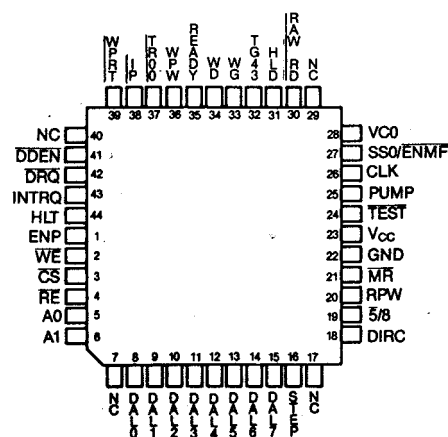 WPRT
IP
TR00
WPW
READY
WD
WG
TG43
HLD
RAW RD
NC
39 38 37 36 35 34 33 32 31 30 29
NC 40
DDEN 41
DRQ 42
INTRQ 43
HLT 44
ENP 1
WE 2
CS 3
RE 4
A0 5
A1 6
28 VC0
27 SS0/ENMF
26 CLK
25 PUMP
24 TEST
23 VCC
22 GND
21 MR
20 RPW
19 5/8
18 DIRC
7 8 9 10 11 12 13 14 15 16 17
NC
DAL0
DAL1
DAL2
DAL3
DAL4
DAL5
DAL6
DAL7
STEP
NC